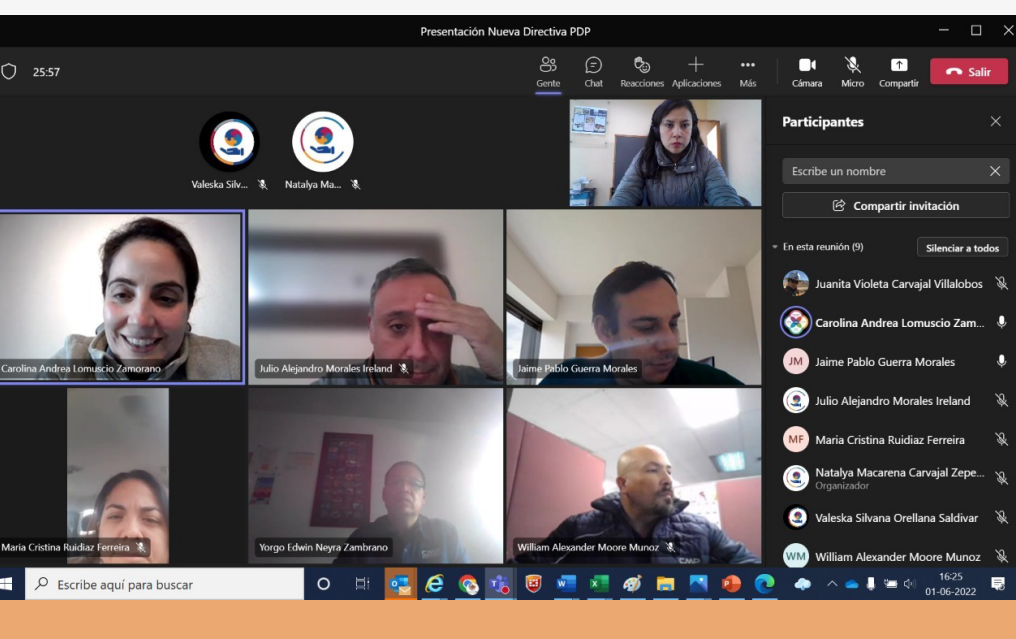 Presentación Nueva Directiva PDP
25:57
Gente
Chat
Reacciones
Aplicaciones
Más
Cámara
Micro
Compartir
Salir
Valeska Silv...
Natalya Ma...
Carolina Andrea Lomuscio Zamorano
Julio Alejandro Morales Ireland
Jaime Pablo Guerra Morales
Maria Cristina Ruidiaz Ferreira
Yorgo Edwin Neyra Zambrano
William Alexander Moore Munoz
Participantes
Escribe un nombre
Compartir invitación
En esta reunión (9)
Silenciar a todos
Juanita Violeta Carvajal Villalobos
Carolina Andrea Lomuscio Zam...
JM Jaime Pablo Guerra Morales
Julio Alejandro Morales Ireland
MF Maria Cristina Ruidiaz Ferreira
Natalya Macarena Carvajal Zepe...
Organizador
Valeska Silvana Orellana Saldivar
WM William Alexander Moore Munoz
Escribe aquí para buscar
16:25
01-06-2022